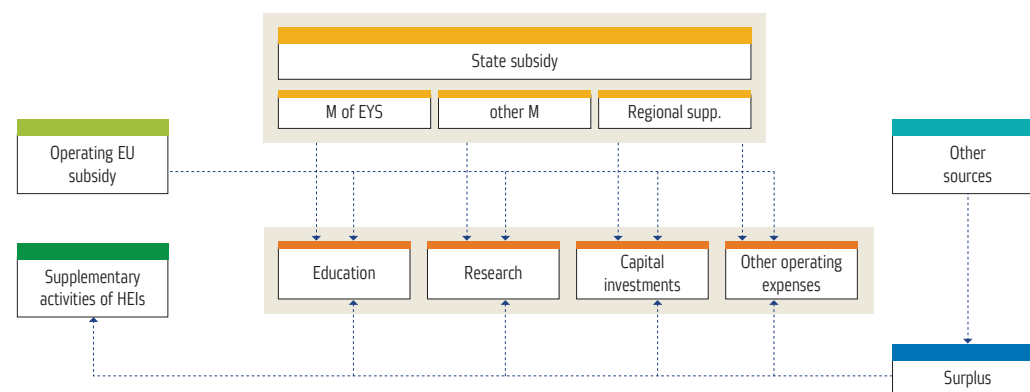 State subsidy
M of EYS
other M
Regional supp.
Operating EU
subsidy
Other
sources
Supplementary
activities of HEIs
Education
Research
Capital
investments
Other operating
expenses
Surplus